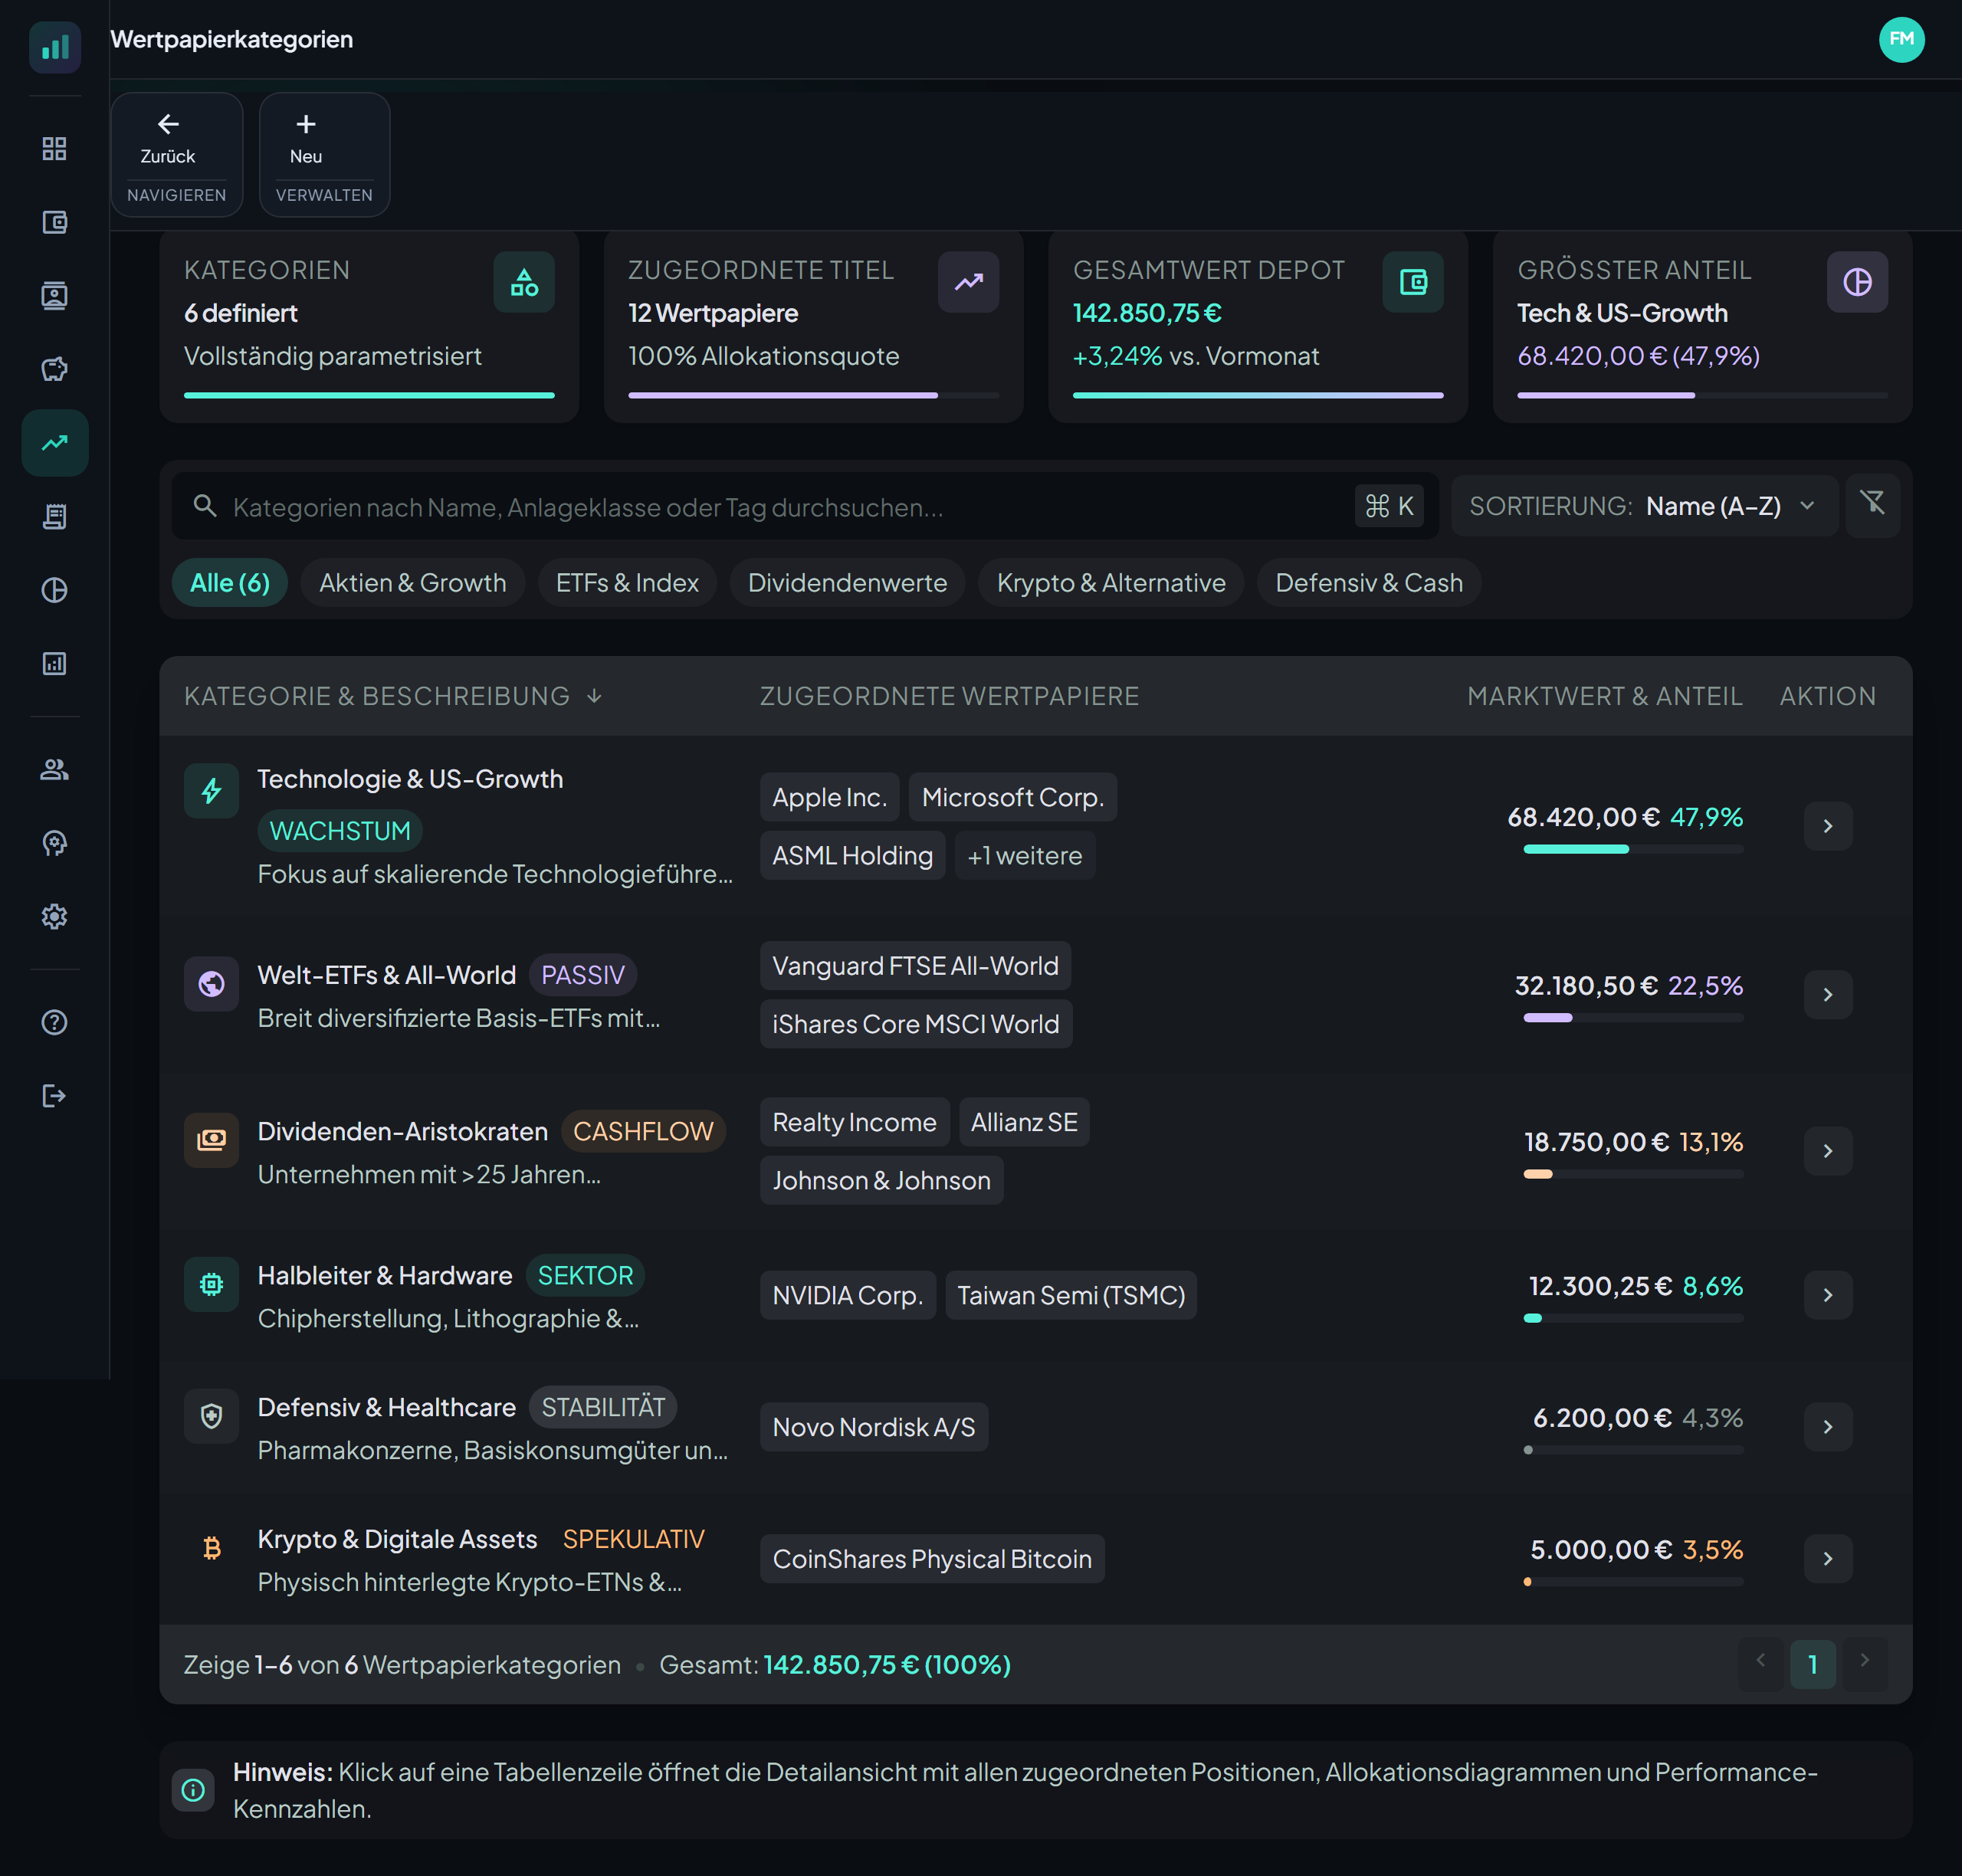 Wertpapierkategorien
FM
Zurück
NAVIGIEREN
Neu
VERWALTEN
KATEGORIEN
6 definiert
Vollständig parametrisiert
ZUGEORDNETE TITEL
12 Wertpapiere
100% Allokationsquote
GESAMTWERT DEPOT
142.850,75 €
+3,24% vs. Vormonat
GRÖSSTER ANTEIL
Tech & US-Growth
68.420,00 € (47,9%)
Kategorien nach Name, Anlageklasse oder Tag durchsuchen...
⌘ K
SORTIERUNG: Name (A-Z)
Alle (6)
Aktien & Growth
ETFs & Index
Dividendenwerte
Krypto & Alternative
Defensiv & Cash
KATEGORIE & BESCHREIBUNG ↓
ZUGEORDNETE WERTPAPIERE
MARKTWERT & ANTEIL
AKTION
Technologie & US-Growth
WACHSTUM
Fokus auf skalierende Technologieführe...
Apple Inc.
Microsoft Corp.
ASML Holding
+1 weitere
68.420,00 € 47,9%
Welt-ETFs & All-World PASSIV
Breit diversifizierte Basis-ETFs mit...
Vanguard FTSE All-World
iShares Core MSCI World
32.180,50 € 22,5%
Dividenden-Aristokraten CASHFLOW
Unternehmen mit >25 Jahren...
Realty Income
Allianz SE
Johnson & Johnson
18.750,00 € 13,1%
Halbleiter & Hardware SEKTOR
Chipherstellung, Lithographie &...
NVIDIA Corp.
Taiwan Semi (TSMC)
12.300,25 € 8,6%
Defensiv & Healthcare STABILITÄT
Pharmakonzerne, Basiskonsumgüter un...
Novo Nordisk A/S
6.200,00 € 4,3%
Krypto & Digitale Assets SPEKULATIV
Physisch hinterlegte Krypto-ETNs &...
CoinShares Physical Bitcoin
5.000,00 € 3,5%
Zeige 1-6 von 6 Wertpapierkategorien • Gesamt: 142.850,75 € (100%)
1
Hinweis: Klick auf eine Tabellenzeile öffnet die Detailansicht mit allen zugeordneten Positionen, Allokationsdiagrammen und Performance-
Kennzahlen.